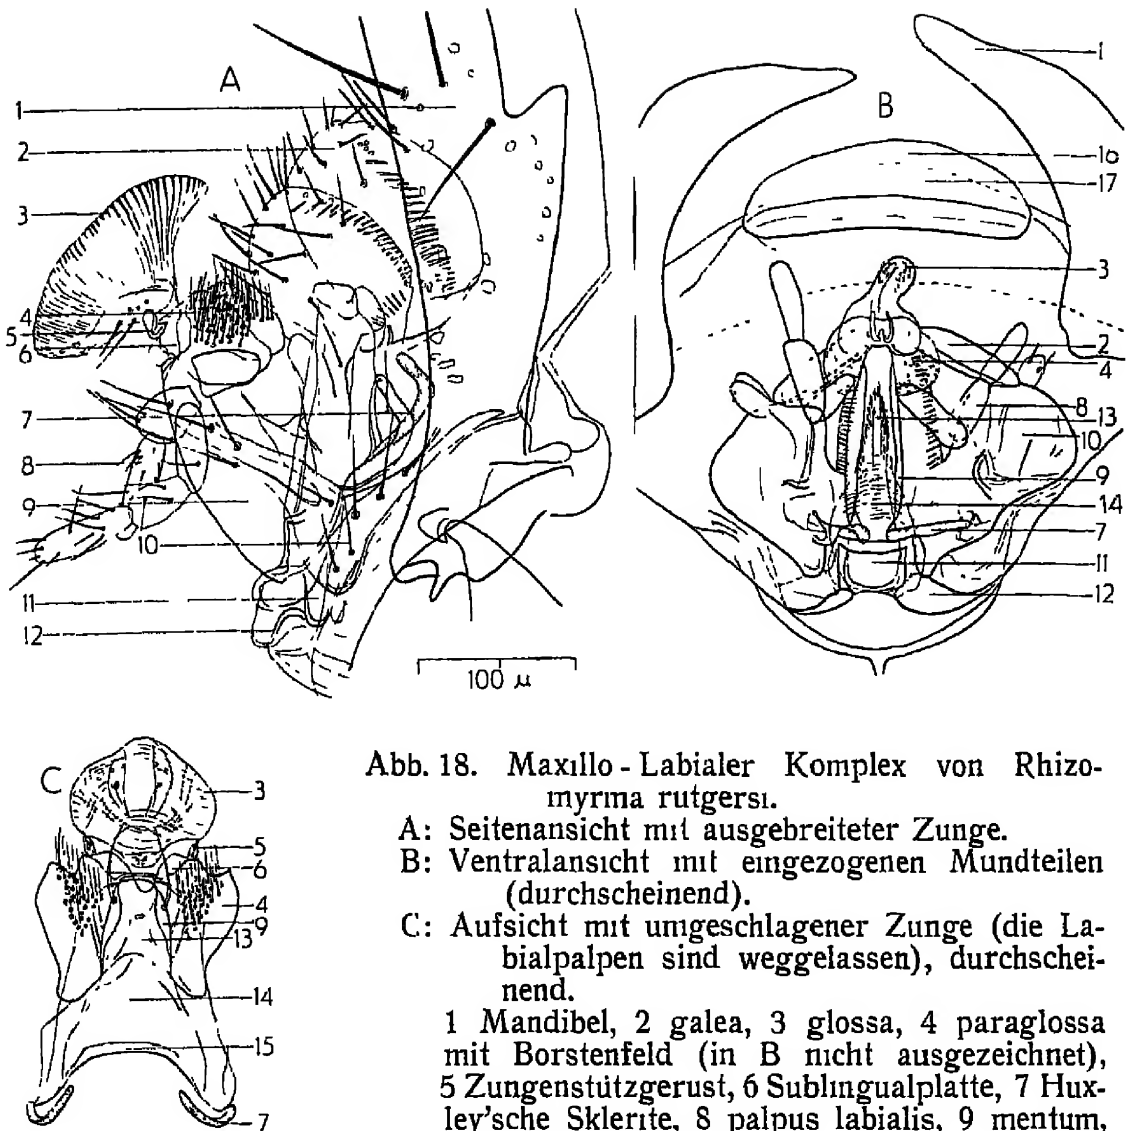 A
1
2
3
4
5
6
7
8
9
10
11
12
100 µ
B
1
16
17
3
2
4
8
13
10
9
14
7
11
12
C
3
5
6
4
9
13
14
15
7
Abb. 18. Maxillo - Labialer Komplex von Rhizo-
myrma rutgersi.
A: Seitenansicht mit ausgebreiteter Zunge.
B: Ventralansicht mit eingezogenen Mundteilen
(durchscheinend).
C: Aufsicht mit umgeschlagener Zunge (die La-
bialpalpen sind weggelassen), durchschei-
nend.
1 Mandibel, 2 galea, 3 glossa, 4 paraglossa
mit Borstenfeld (in B nicht ausgezeichnet),
5 Zungenstützgerust, 6 Sublingualplatte, 7 Hux-
ley'sche Sklerite, 8 palpus labialis, 9 mentum,